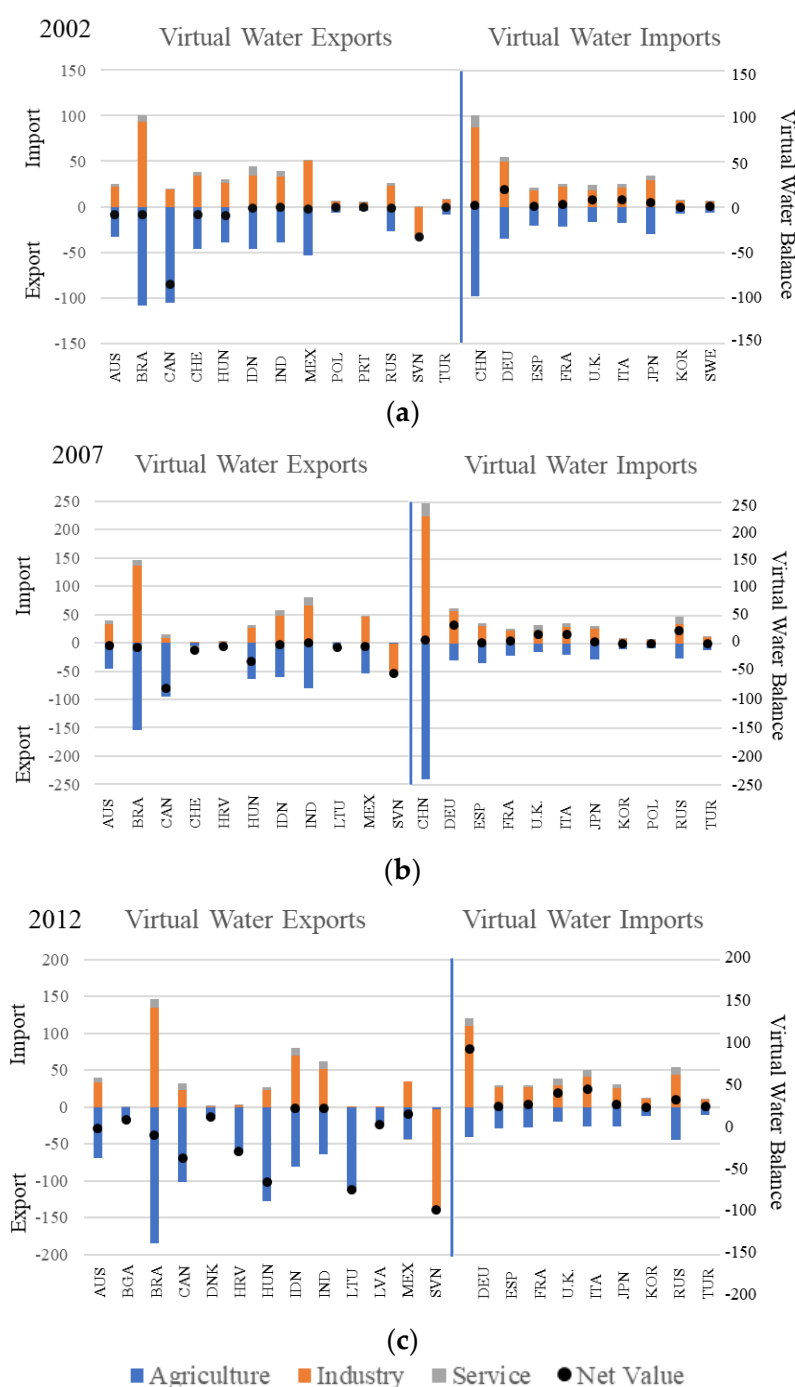 2002 Virtual Water Exports Virtual Water Imports
150 150
100 100
50 50
0 0
-50 -50
-100 -100
-150 -150
Import
Export
Virtual Water Balance
AUS BRA CAN CHE HUN IDN IND MEX POL PRT RUS SVN TUR CHN DEU ESP FRA U.K. ITA JPN KOR SWE
(a)
2007 Virtual Water Exports Virtual Water Imports
250 250
200 200
150 150
100 100
50 50
0 0
-50 -50
-100 -100
-150 -150
-200 -200
-250 -250
Import
Export
Virtual Water Balance
AUS BRA CAN CHE HRV HUN IDN IND LTU MEX SVN CHN DEU ESP FRA U.K. ITA JPN KOR POL RUS TUR
(b)
2012 Virtual Water Exports Virtual Water Imports
200 200
150 150
100 100
50 50
0 0
-50 -50
-100 -100
-150 -150
-200 -200
Import
Export
Virtual Water Balance
AUS BGA BRA CAN DNK HRV HUN IDN IND LTU LVA MEX SVN DEU ESP FRA U.K. ITA JPN KOR RUS TUR
(c)
Agriculture Industry Service Net Value